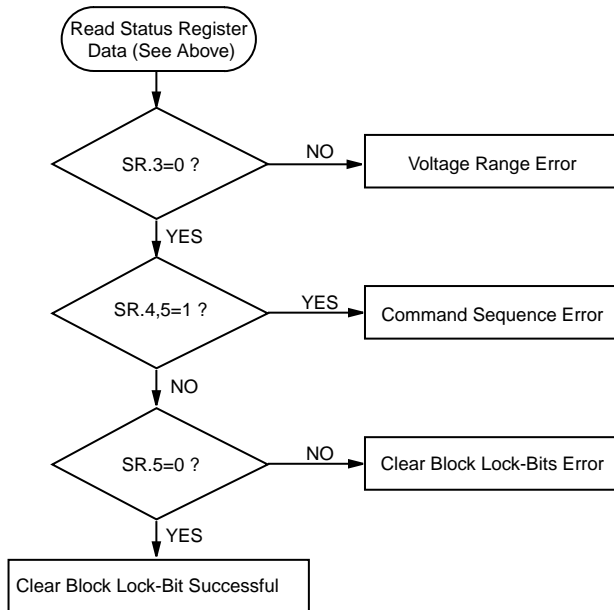 Read Status Register
Data (See Above)
SR.3=0 ?
NO
Voltage Range Error
YES
SR.4,5=1 ?
YES
Command Sequence Error
NO
SR.5=0 ?
NO
Clear Block Lock-Bits Error
YES
Clear Block Lock-Bit Successful